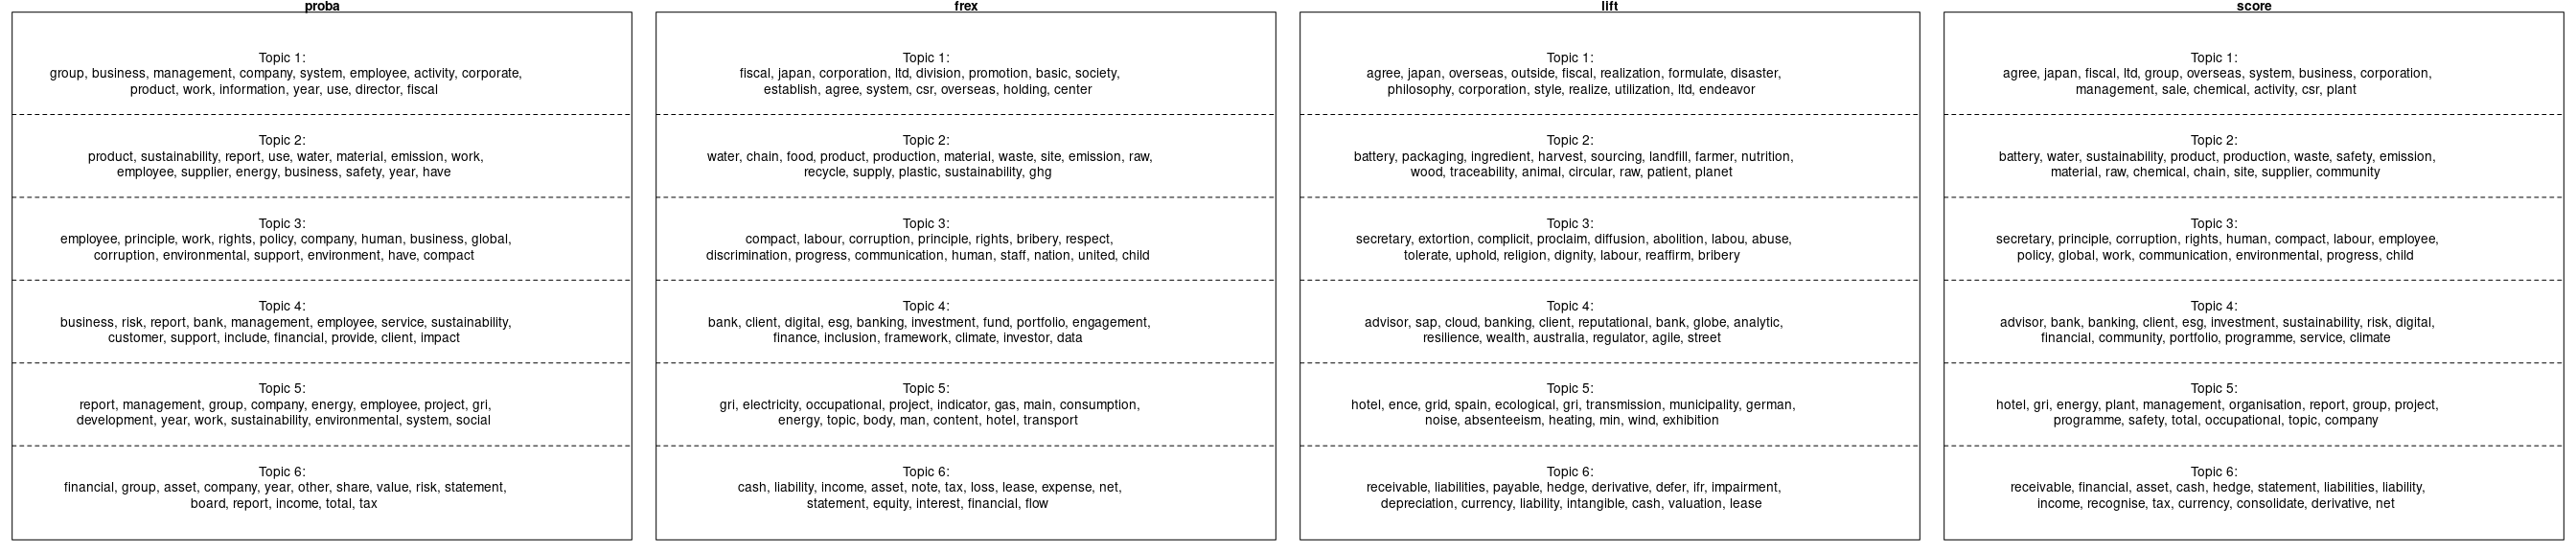 proba
Topic 1:
group, business, management, company, system, employee, activity, corporate,
product, work, information, year, use, director, fiscal
Topic 2:
product, sustainability, report, use, water, material, emission, work,
employee, supplier, energy, business, safety, year, have
Topic 3:
employee, principle, work, rights, policy, company, human, business, global,
corruption, environmental, support, environment, have, compact
Topic 4:
business, risk, report, bank, management, employee, service, sustainability,
customer, support, include, financial, provide, client, impact
Topic 5:
report, management, group, company, energy, employee, project, gri,
development, year, work, sustainability, environmental, system, social
Topic 6:
financial, group, asset, company, year, other, share, value, risk, statement,
board, report, income, total, tax
frex
Topic 1:
fiscal, japan, corporation, ltd, division, promotion, basic, society,
establish, agree, system, csr, overseas, holding, center
Topic 2:
water, chain, food, product, production, material, waste, site, emission, raw,
recycle, supply, plastic, sustainability, ghg
Topic 3:
compact, labour, corruption, principle, rights, bribery, respect,
discrimination, progress, communication, human, staff, nation, united, child
Topic 4:
bank, client, digital, esg, banking, investment, fund, portfolio, engagement,
finance, inclusion, framework, climate, investor, data
Topic 5:
gri, electricity, occupational, project, indicator, gas, main, consumption,
energy, topic, body, man, content, hotel, transport
Topic 6:
cash, liability, income, asset, note, tax, loss, lease, expense, net,
statement, equity, interest, financial, flow
lift
Topic 1:
agree, japan, overseas, outside, fiscal, realization, formulate, disaster,
philosophy, corporation, style, realize, utilization, ltd, endeavor
Topic 2:
battery, packaging, ingredient, harvest, sourcing, landfill, farmer, nutrition,
wood, traceability, animal, circular, raw, patient, planet
Topic 3:
secretary, extortion, complicit, proclaim, diffusion, abolition, labou, abuse,
tolerate, uphold, religion, dignity, labour, reaffirm, bribery
Topic 4:
advisor, sap, cloud, banking, client, reputational, bank, globe, analytic,
resilience, wealth, australia, regulator, agile, street
Topic 5:
hotel, ence, grid, spain, ecological, gri, transmission, municipality, german,
noise, absenteeism, heating, min, wind, exhibition
Topic 6:
receivable, liabilities, payable, hedge, derivative, defer, ifr, impairment,
depreciation, currency, liability, intangible, cash, valuation, lease
score
Topic 1:
agree, japan, fiscal, ltd, group, overseas, system, business, corporation,
management, sale, chemical, activity, csr, plant
Topic 2:
battery, water, sustainability, product, production, waste, safety, emission,
material, raw, chemical, chain, site, supplier, community
Topic 3:
secretary, principle, corruption, rights, human, compact, labour, employee,
policy, global, work, communication, environmental, progress, child
Topic 4:
advisor, bank, banking, client, esg, investment, sustainability, risk, digital,
financial, community, portfolio, programme, service, climate
Topic 5:
hotel, gri, energy, plant, management, organisation, report, group, project,
programme, safety, total, occupational, topic, company
Topic 6:
receivable, financial, asset, cash, hedge, statement, liabilities, liability,
income, recognise, tax, currency, consolidate, derivative, net